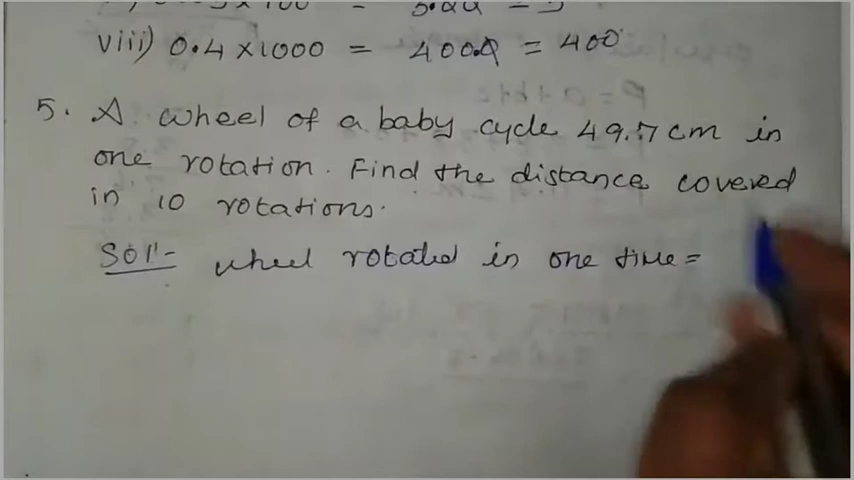 viii) 0.4 x 1000 = 400.0 = 400
5. A wheel of a baby cycle 49.7 cm in
one rotation. Find the distance covered
in 10 rotations.
Sol:- wheel rotated in one time =